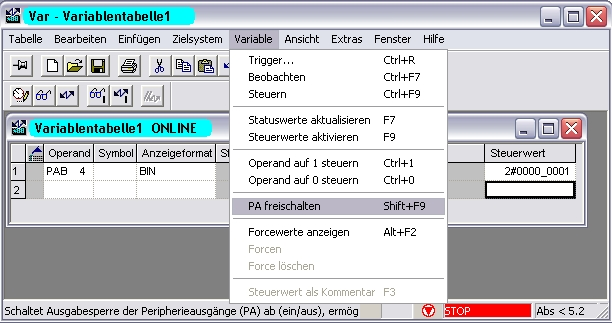 Var - Variablentabelle1
Tabelle Bearbeiten Einfügen Zielsystem Variable Ansicht Extras Fenster Hilfe
Trigger... Ctrl+R
Beobachten Ctrl+F7
Steuern Ctrl+F9
Statuswerte aktualisieren F7
Steuerwerte aktivieren F9
Operand auf 1 steuern Ctrl+1
Operand auf 0 steuern Ctrl+0
PA freischalten Shift+F9
Forcewerte anzeigen Alt+F2
Forcen
Force löschen
Steuerwert als Kommentar F3
Variablentabelle1 ONLINE
Operand Symbol Anzeigeformat Steuerwert
1 PAB 4 BIN 2#0000_0001
2
Schaltet Ausgabesperre der Peripherieausgänge (PA) ab (ein/aus), ermög
STOP
Abs < 5.2